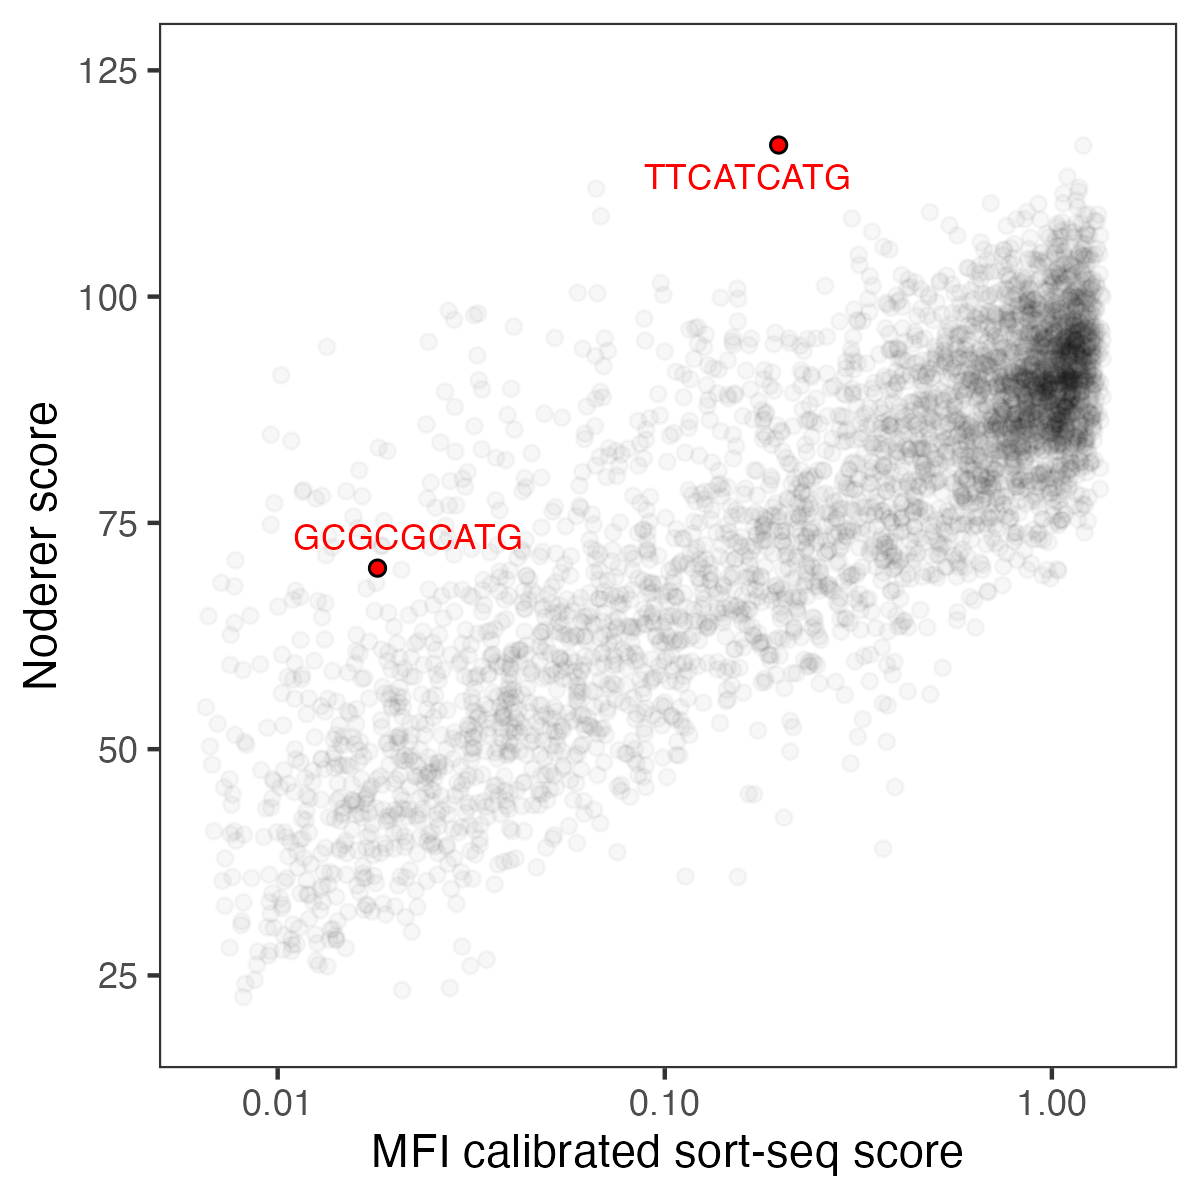 125
100
75
50
25
TTCATCATG
GCGCGCATG
Noderer score
0.01
0.10
1.00
MFI calibrated sort-seq score